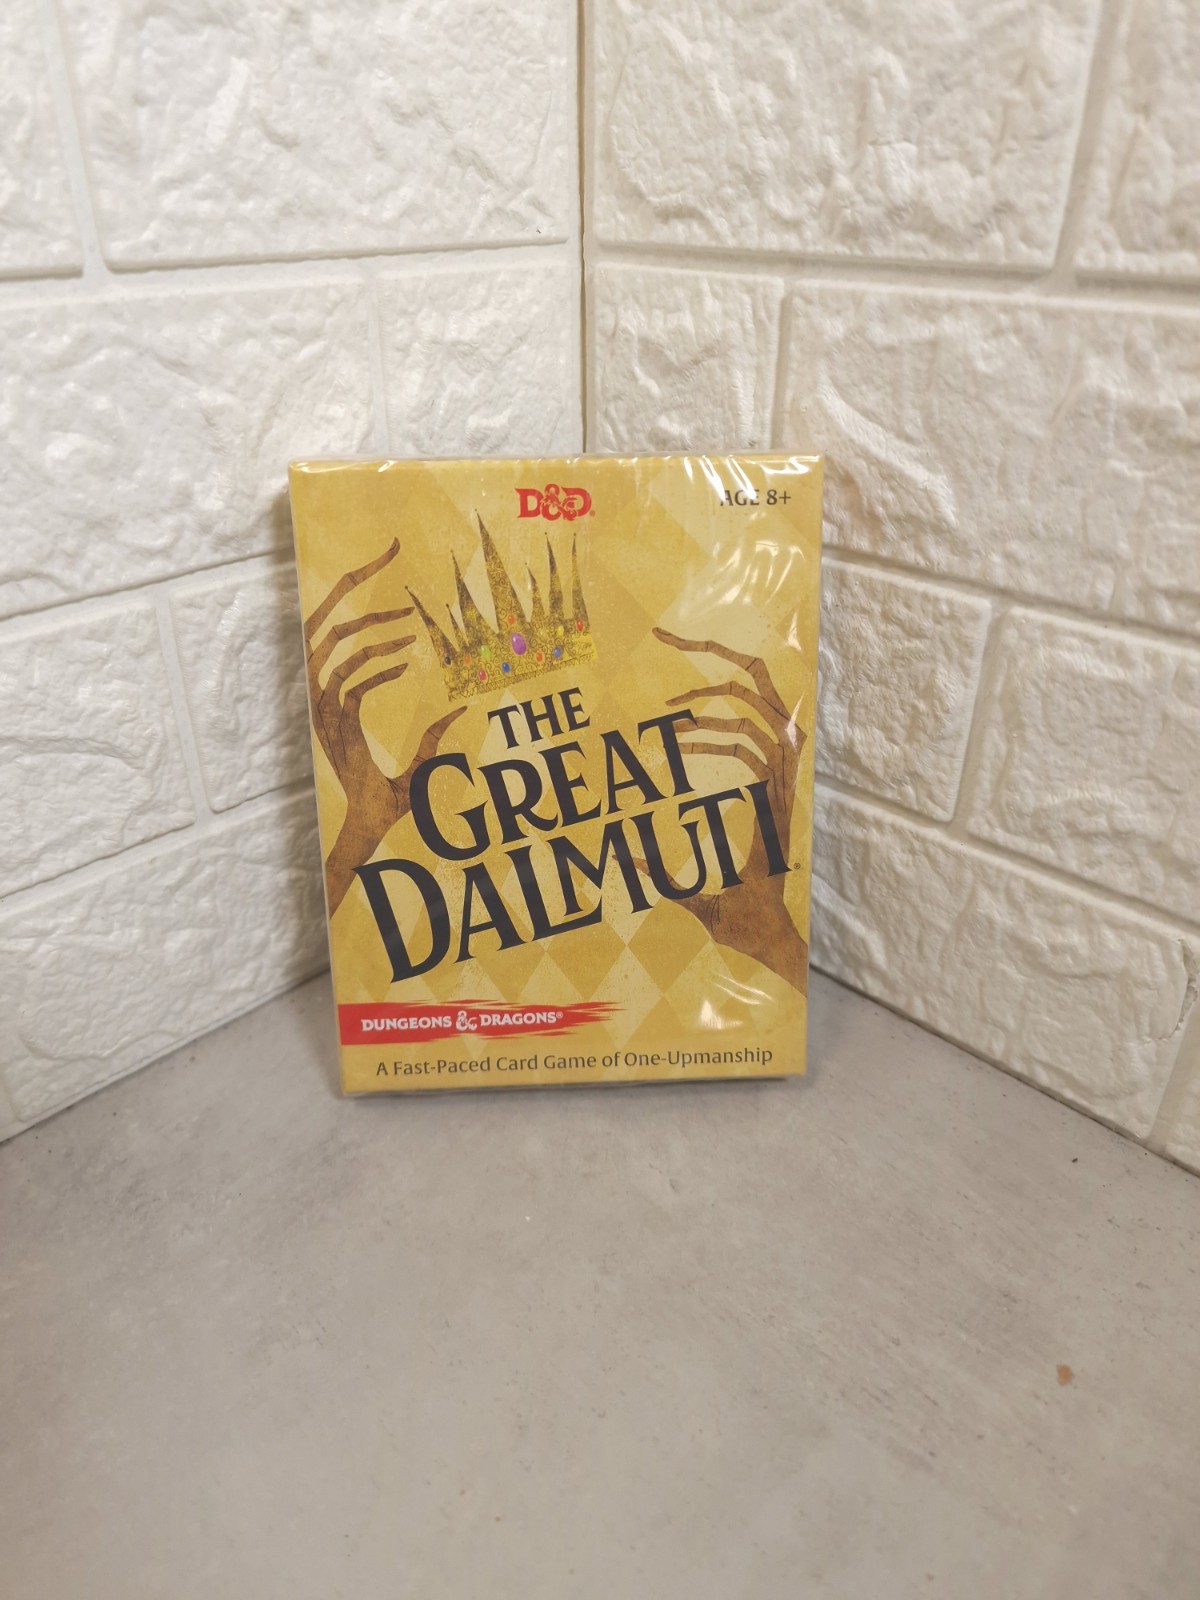 D&D®
AGE 8+
THE
GREAT
DALMUTI®
DUNGEONS & DRAGONS®
A Fast-Paced Card Game of One-Upmanship